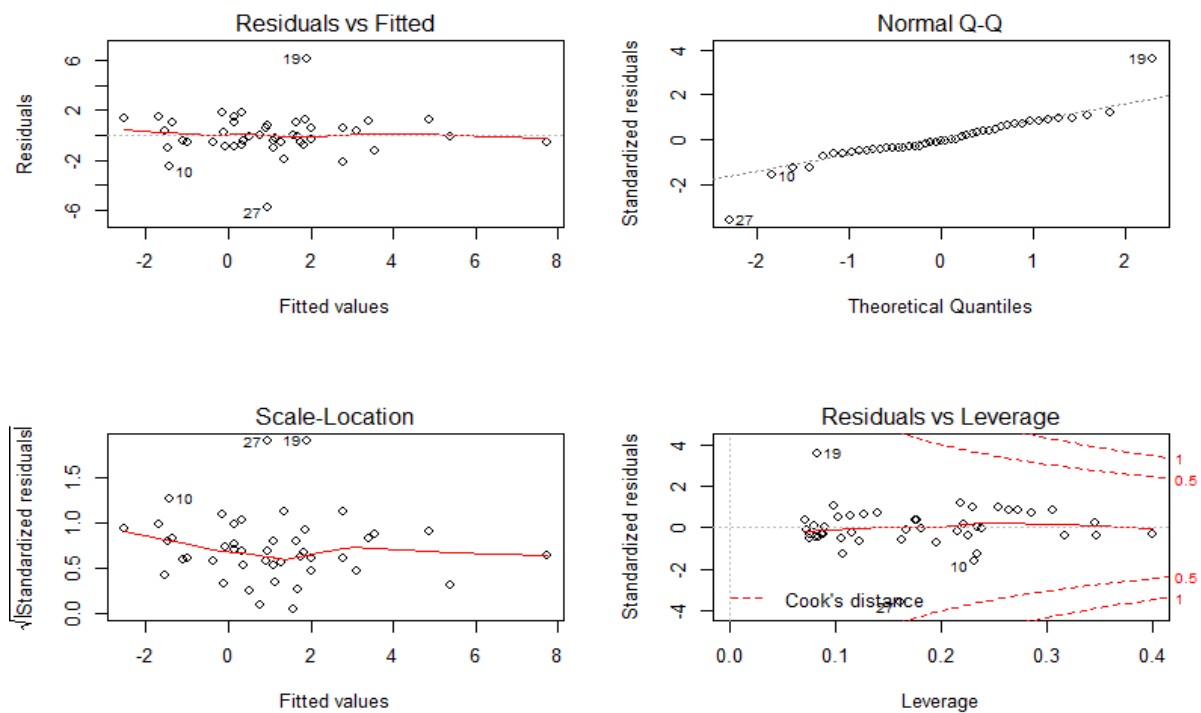 Residuals vs Fitted
Residuals
6
2
-2
-6
19
10
27
-2 0 2 4 6 8
Fitted values
Normal Q-Q
Standardized residuals
4
2
0
-2
19
10
27
-2 -1 0 1 2
Theoretical Quantiles
Scale-Location
√|Standardized residuals|
1.5
1.0
0.5
0.0
27 19
10
-2 0 2 4 6 8
Fitted values
Residuals vs Leverage
Standardized residuals
4
2
0
-2
-4
19
10
27
Cook's distance
1
0.5
0.5
1
0.0 0.1 0.2 0.3 0.4
Leverage